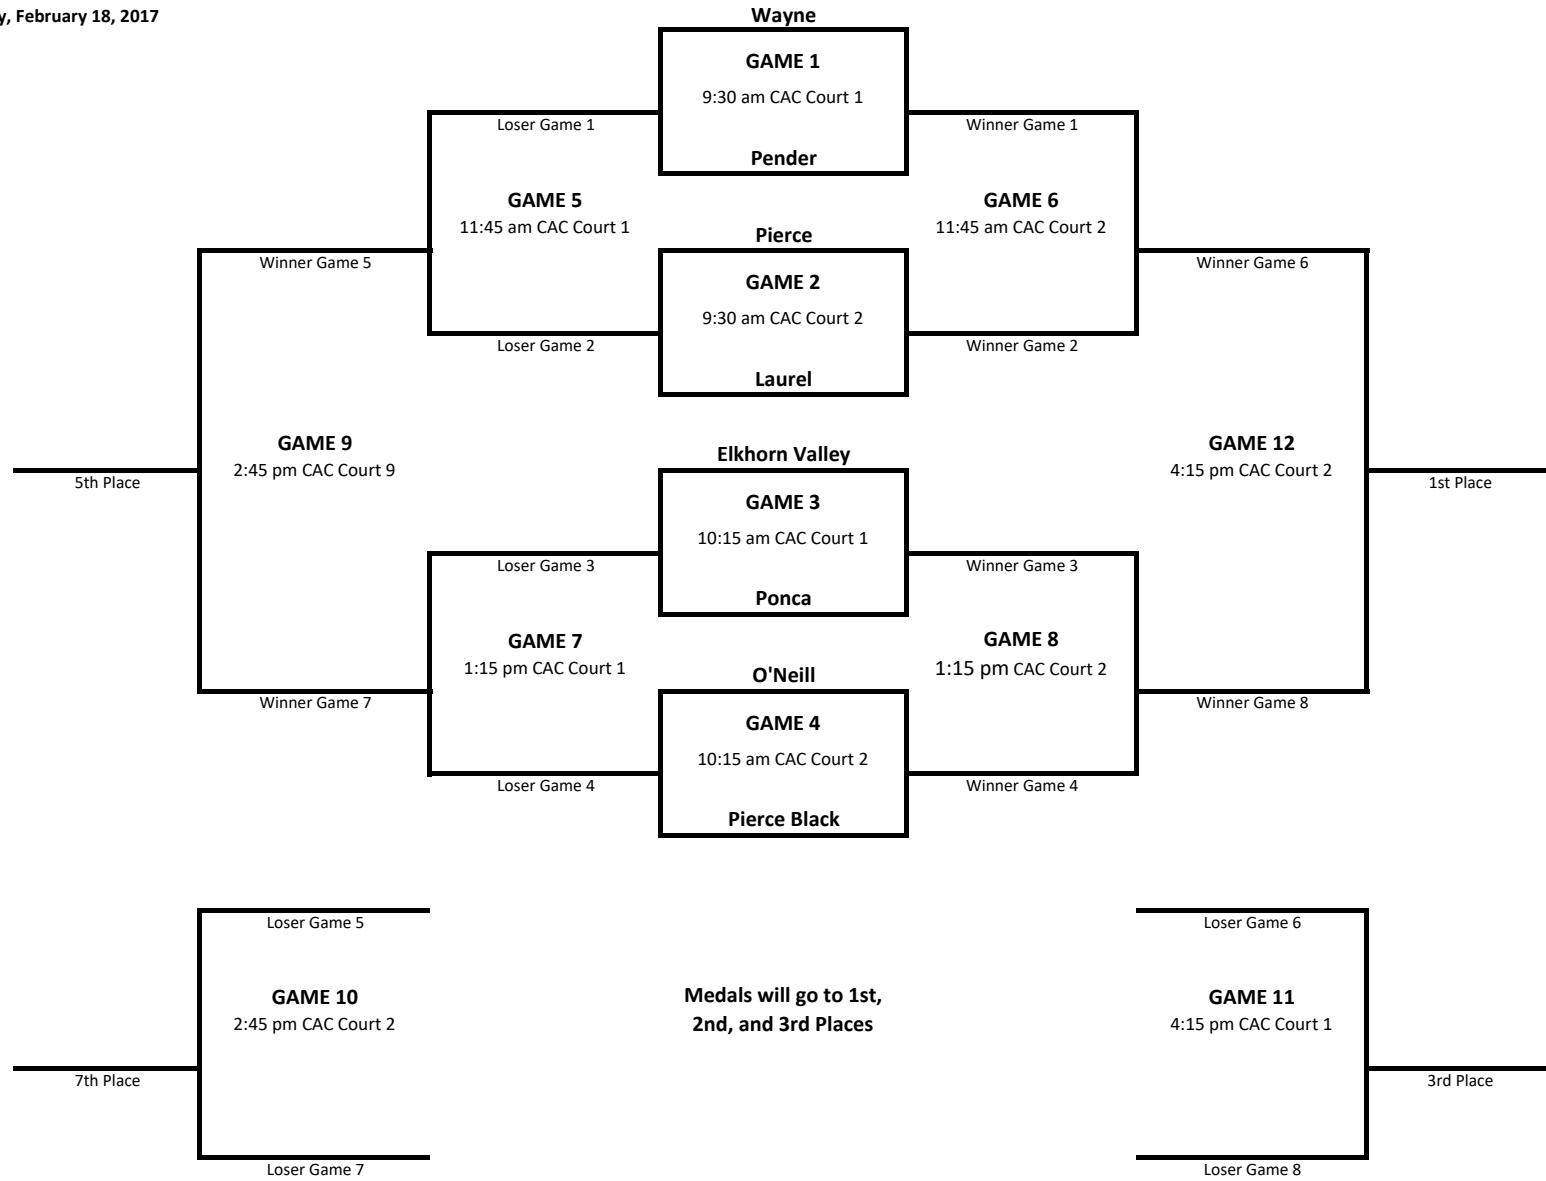 y, February 18, 2017
Wayne
GAME 1
9:30 am CAC Court 1
Loser Game 1
Winner Game 1
Pender
GAME 5
GAME 6
11:45 am CAC Court 1
11:45 am CAC Court 2
Pierce
Winner Game 5
Winner Game 6
GAME 2
9:30 am CAC Court 2
Loser Game 2
Winner Game 2
Laurel
GAME 9
GAME 12
Elkhorn Valley
2:45 pm CAC Court 9
4:15 pm CAC Court 2
5th Place
1st Place
GAME 3
10:15 am CAC Court 1
Loser Game 3
Winner Game 3
Ponca
GAME 7
GAME 8
1:15 pm CAC Court 1
1:15 pm CAC Court 2
O'Neill
Winner Game 7
Winner Game 8
GAME 4
10:15 am CAC Court 2
Loser Game 4
Winner Game 4
Pierce Black
Loser Game 5
Loser Game 6
GAME 10
Medals will go to 1st,
GAME 11
2:45 pm CAC Court 2
2nd, and 3rd Places
4:15 pm CAC Court 1
7th Place
3rd Place
Loser Game 7
Loser Game 8